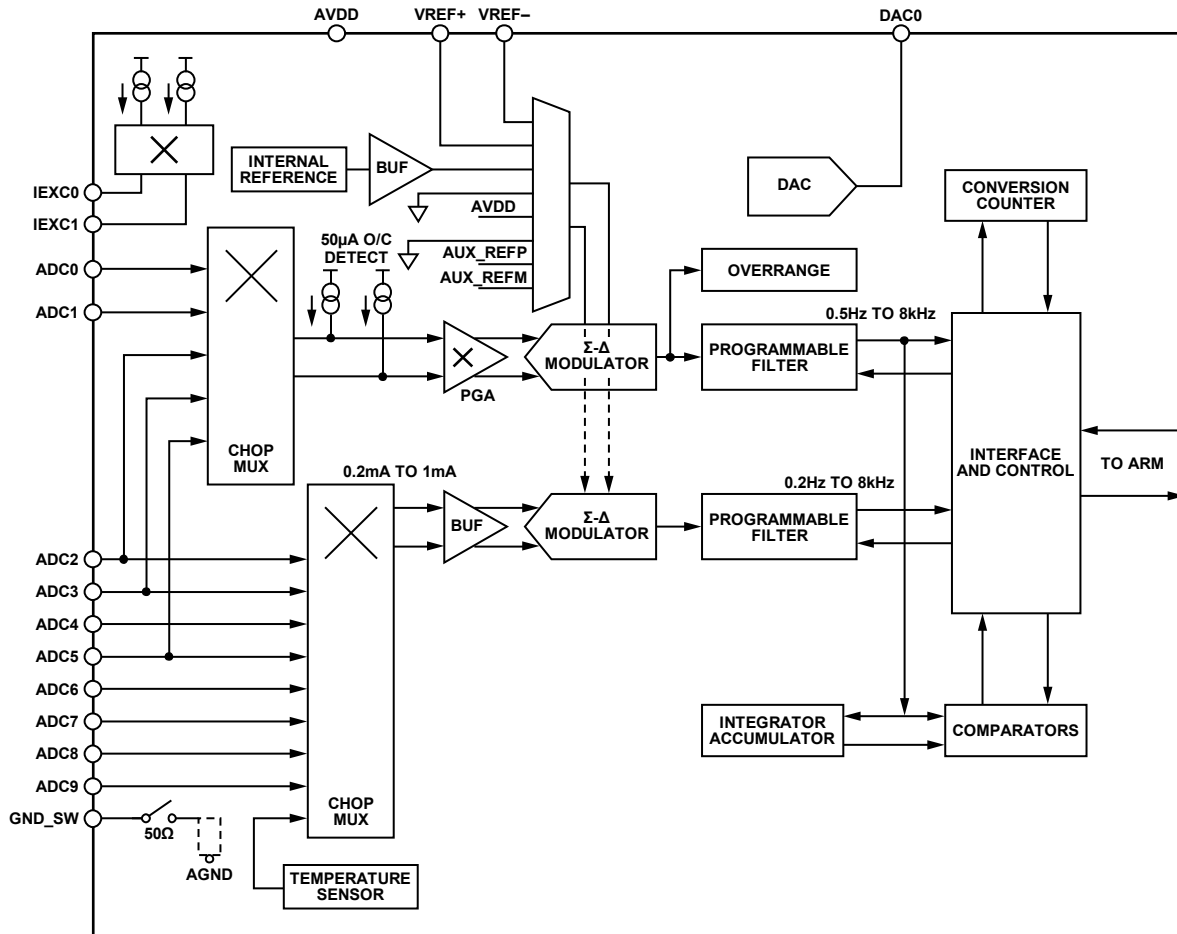 AVDD
VREF+
VREF–
DAC0
IEXC0
IEXC1
INTERNAL
REFERENCE
BUF
AVDD
AUX_REFP
AUX_REFM
DAC
CONVERSION
COUNTER
ADC0
ADC1
50µA O/C
DETECT
OVERRANGE
0.5Hz TO 8kHz
Σ-Δ
MODULATOR
PROGRAMMABLE
FILTER
PGA
CHOP
MUX
0.2mA TO 1mA
INTERFACE
AND CONTROL
TO ARM
0.2Hz TO 8kHz
BUF
Σ-Δ
MODULATOR
PROGRAMMABLE
FILTER
ADC2
ADC3
ADC4
ADC5
ADC6
ADC7
ADC8
ADC9
GND_SW
50Ω
AGND
CHOP
MUX
INTEGRATOR
ACCUMULATOR
COMPARATORS
TEMPERATURE
SENSOR